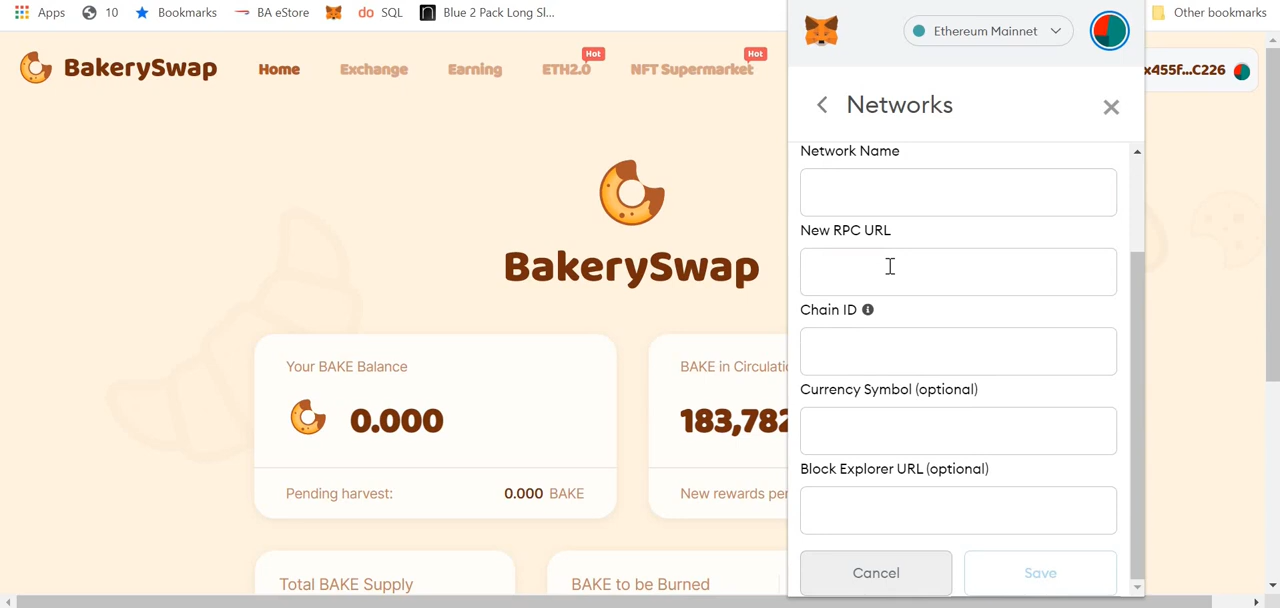 Apps
10
Bookmarks
BA eStore
do SQL
Blue 2 Pack Long Sl...
Other bookmarks
BakerySwap
Home
Exchange
Earning
ETH2.0
Hot
NFT Supermarket
Hot
x455f...C226
BakerySwap
Your BAKE Balance
0.000
Pending harvest:
0.000 BAKE
BAKE in Circulati
183,782
New rewards per
Total BAKE Supply
BAKE to be Burned
Ethereum Mainnet
Networks
Network Name
New RPC URL
Chain ID
Currency Symbol (optional)
Block Explorer URL (optional)
Cancel
Save